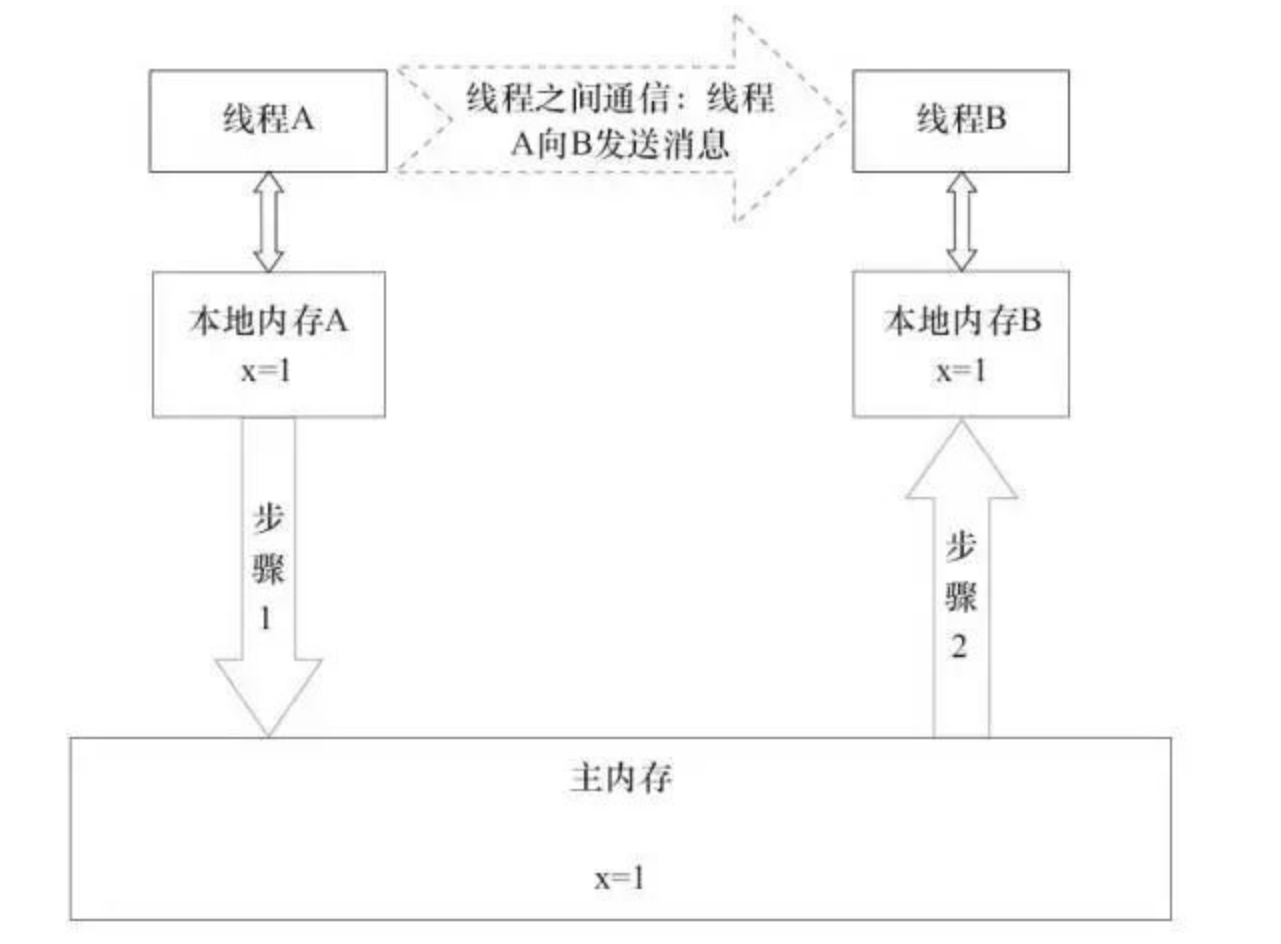 线程A
线程之间通信：线程
A向B发送消息
线程B
本地内存A
x=1
本地内存B
x=1
步
骤
1
步
骤
2
主内存
x=1